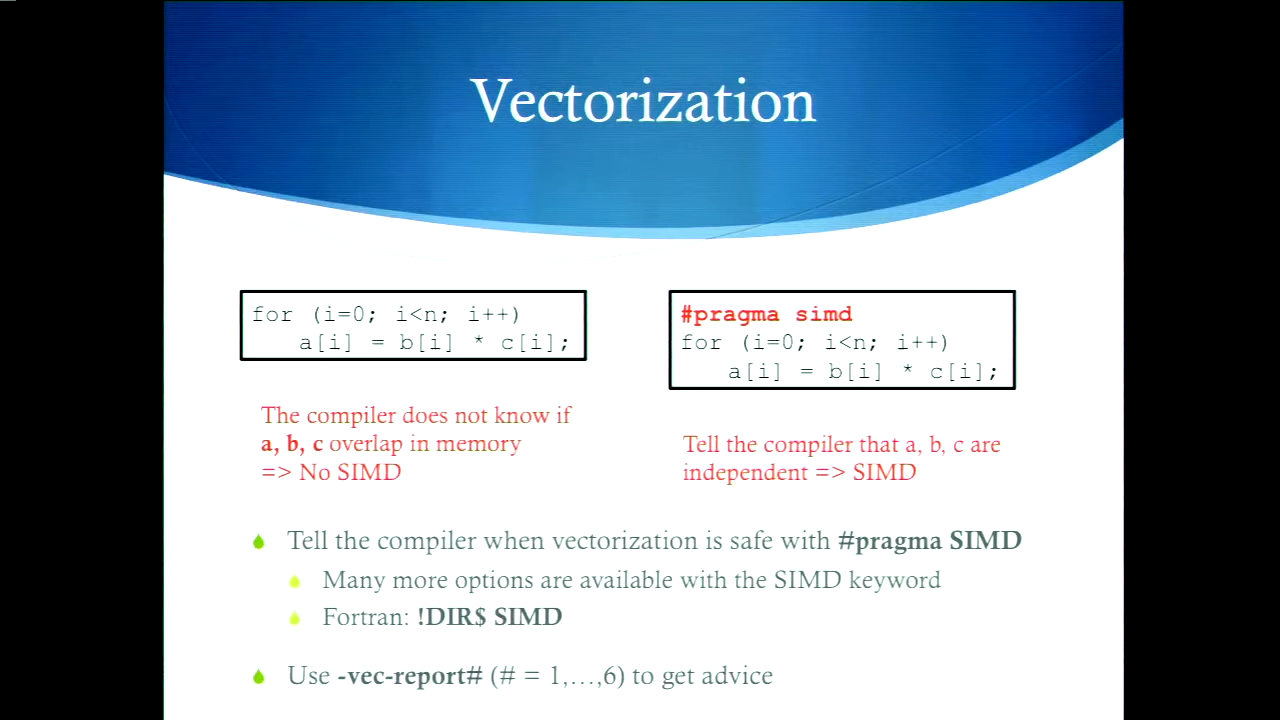 Vectorization
for (i=0; i<n; i++)
a[i] = b[i] * c[i];
The compiler does not know if
a, b, c overlap in memory
=> No SIMD
#pragma simd
for (i=0; i<n; i++)
a[i] = b[i] * c[i];
Tell the compiler that a, b, c are
independent => SIMD
Tell the compiler when vectorization is safe with #pragma SIMD
Many more options are available with the SIMD keyword
Fortran: !DIR$ SIMD
Use -vec-report# (# = 1,...,6) to get advice